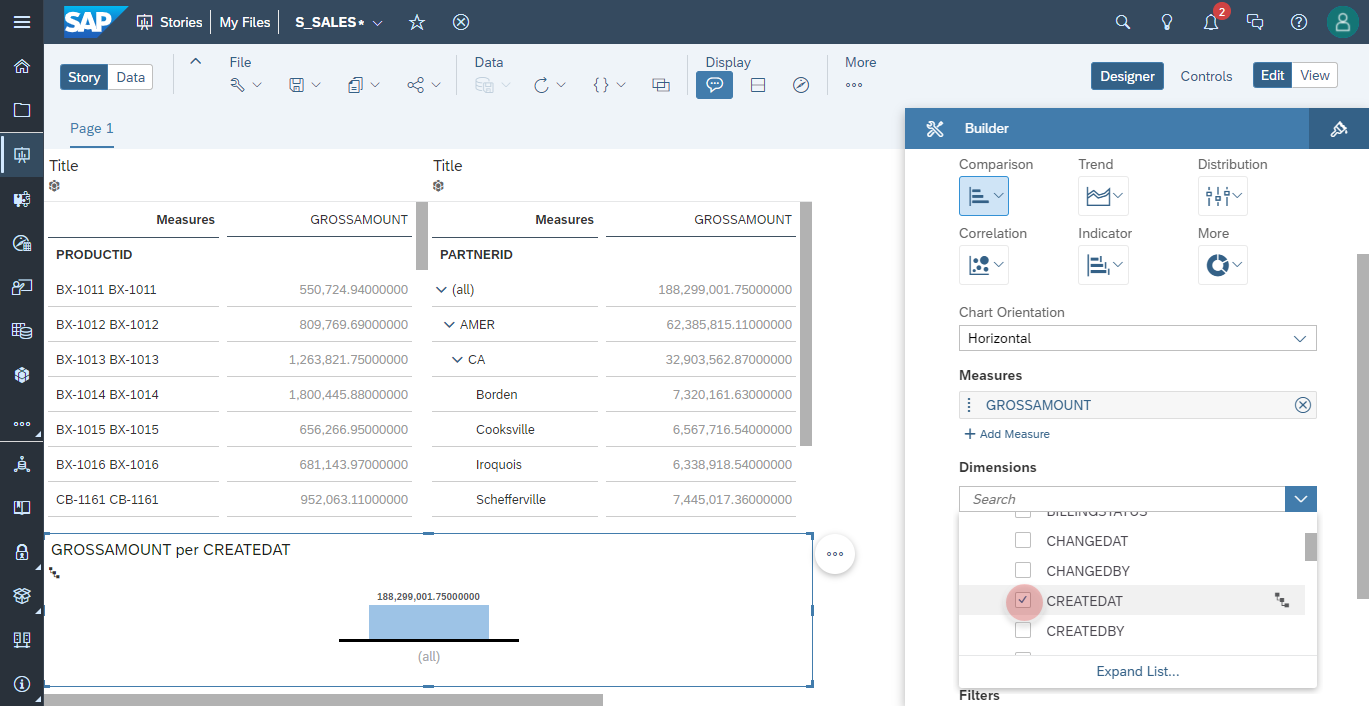 SAP Stories My Files S_SALES* 2
Story Data
File
Data
Display
More
Designer Controls Edit View
Page 1
Title
Measures GROSSAMOUNT
PRODUCTID
BX-1011 BX-1011 550,724.94000000
BX-1012 BX-1012 809,769.69000000
BX-1013 BX-1013 1,263,821.75000000
BX-1014 BX-1014 1,800,445.88000000
BX-1015 BX-1015 656,266.95000000
BX-1016 BX-1016 681,143.97000000
CB-1161 CB-1161 952,063.11000000
Title
Measures GROSSAMOUNT
PARTNERID
(all) 188,299,001.75000000
AMER 62,385,815.11000000
CA 32,903,562.87000000
Borden 7,320,161.63000000
Cooksville 6,567,716.54000000
Iroquois 6,338,918.54000000
Schefferville 7,445,017.36000000
GROSSAMOUNT per CREATEDAT
188,299,001.75000000
(all)
Builder
Comparison Trend Distribution
Correlation Indicator More
Chart Orientation
Horizontal
Measures
GROSSAMOUNT
+ Add Measure
Dimensions
Search
BILLINGSTATUS
CHANGEDAT
CHANGEDBY
CREATEDAT
CREATEDBY
Expand List...
Filters